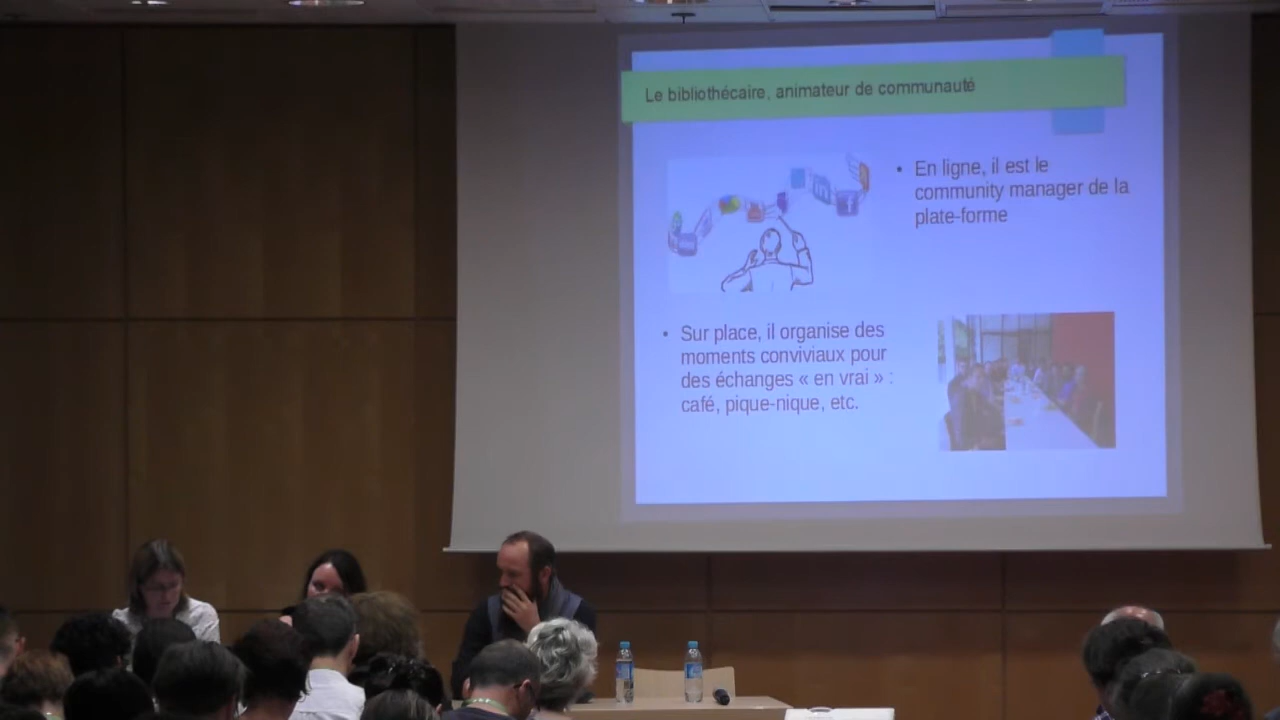 Le bibliothécaire, animateur de communauté
• En ligne, il est le
community manager de la
plate-forme
• Sur place, il organise des
moments conviviaux pour
des échanges « en vrai » :
café, pique-nique, etc.